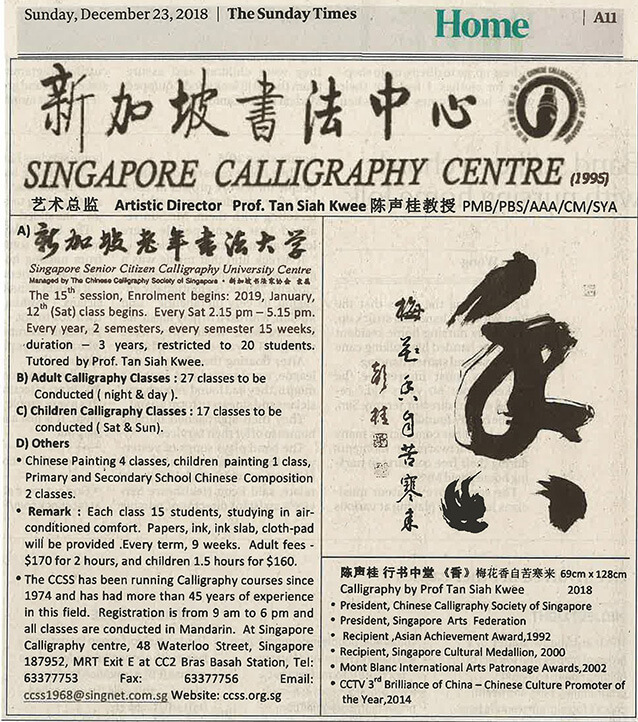 Sunday, December 23, 2018 | The Sunday Times
Home
| A11
新加坡書法中心
SINGAPORE CALLIGRAPHY CENTRE (1995)
艺术总监 Artistic Director Prof. Tan Siah Kwee 陈声桂教授 PMB/PBS/AAA/CM/SYA
A) 新加坡老年書法大学
Singapore Senior Citizen Calligraphy University Centre
Managed by The Chinese Calligraphy Society of Singapore • 新加坡书法家协会 主办
The 15th session, Enrolment begins: 2019, January,
12th (Sat) class begins. Every Sat 2.15 pm – 5.15 pm.
Every year, 2 semesters, every semester 15 weeks,
duration – 3 years, restricted to 20 students.
Tutored by Prof. Tan Siah Kwee.
B) Adult Calligraphy Classes : 27 classes to be
Conducted ( night & day ).
C) Children Calligraphy Classes : 17 classes to be
conducted ( Sat & Sun).
D) Others
• Chinese Painting 4 classes, children painting 1 class,
Primary and Secondary School Chinese Composition
2 classes.
• Remark : Each class 15 students, studying in air-
conditioned comfort. Papers, ink, ink slab, cloth-pad
will be provided .Every term, 9 weeks. Adult fees -
$170 for 2 hours, and children 1.5 hours for $160.
• The CCSS has been running Calligraphy courses since
1974 and has had more than 45 years of experience
in this field. Registration is from 9 am to 6 pm and
all classes are conducted in Mandarin. At Singapore
Calligraphy centre, 48 Waterloo Street, Singapore
187952, MRT Exit E at CC2 Bras Basah Station, Tel:
63377753 Fax: 63377756 Email:
ccss1968@singnet.com.sg Website: ccss.org.sg
香
梅花香自苦寒来
陈声桂 行书中堂 《香》梅花香自苦寒来 69cm x 128cm
Calligraphy by Prof Tan Siah Kwee 2018
• President, Chinese Calligraphy Society of Singapore
• President, Singapore Arts Federation
• Recipient ,Asian Achievement Award,1992
• Recipient, Singapore Cultural Medallion, 2000
• Mont Blanc International Arts Patronage Awards,2002
• CCTV 3rd Brilliance of China – Chinese Culture Promoter of
the Year,2014